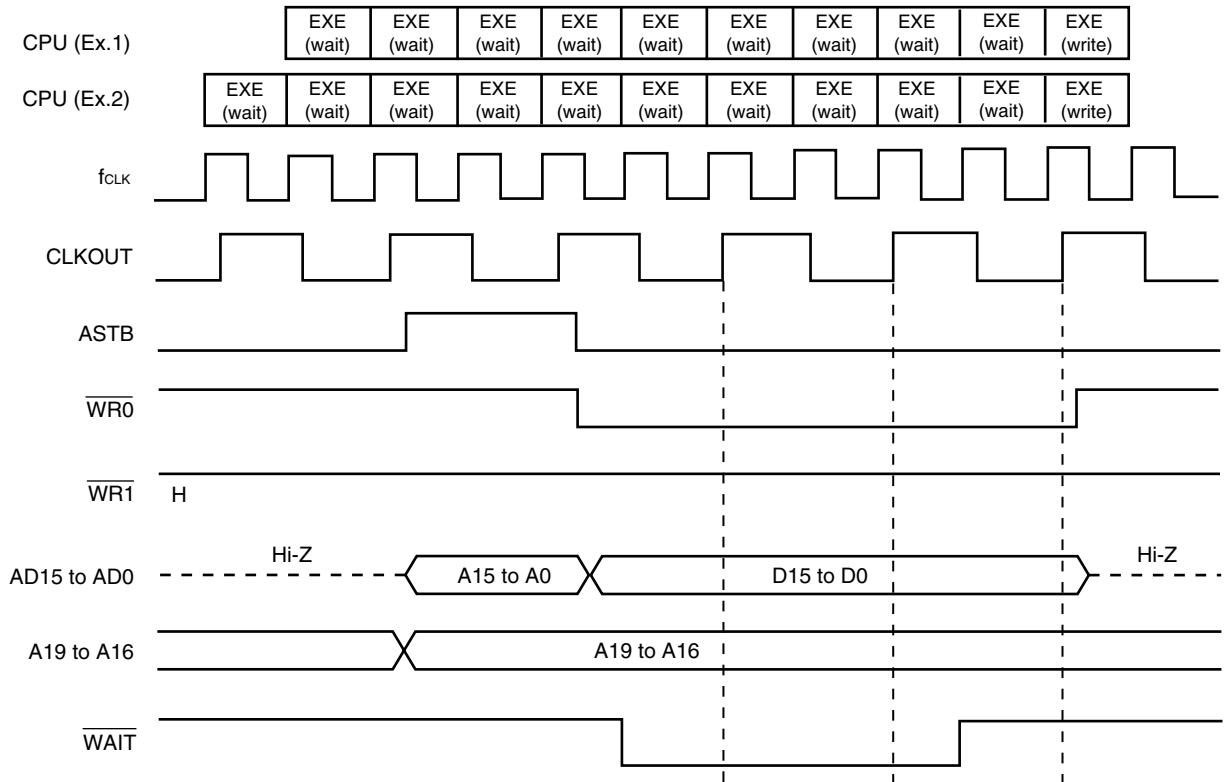 CPU (Ex.1) EXE (wait) EXE (wait) EXE (wait) EXE (wait) EXE (wait) EXE (wait) EXE (wait) EXE (wait) EXE (wait) EXE (write)
CPU (Ex.2) EXE (wait) EXE (wait) EXE (wait) EXE (wait) EXE (wait) EXE (wait) EXE (wait) EXE (wait) EXE (wait) EXE (wait) EXE (write)
fCLK
CLKOUT
ASTB
WR0
WR1 H
AD15 to AD0 Hi-Z A15 to A0 D15 to D0 Hi-Z
A19 to A16 A19 to A16
WAIT